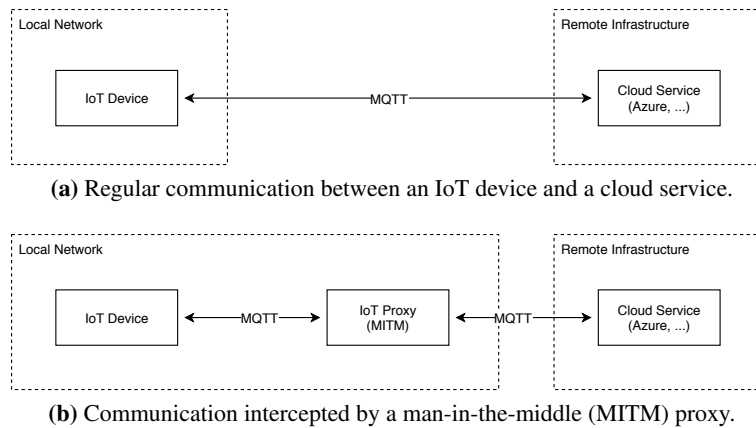 Local Network
Remote Infrastructure
IoT Device
MQTT
Cloud Service
(Azure, ...)
(a) Regular communication between an IoT device and a cloud service.
Local Network
Remote Infrastructure
IoT Device
MQTT
IoT Proxy
(MITM)
MQTT
Cloud Service
(Azure, ...)
(b) Communication intercepted by a man-in-the-middle (MITM) proxy.